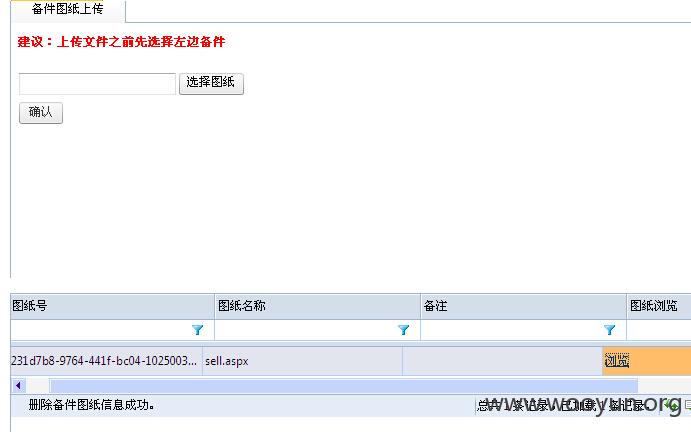 备件图纸上传
建议：上传文件之前先选择左边备件
选择图纸
确认
图纸号 图纸名称 备注 图纸浏览
231d7b8-9764-441f-bc04-1025003... sell.aspx 浏览
删除备件图纸信息成功。 www.wooyun.org